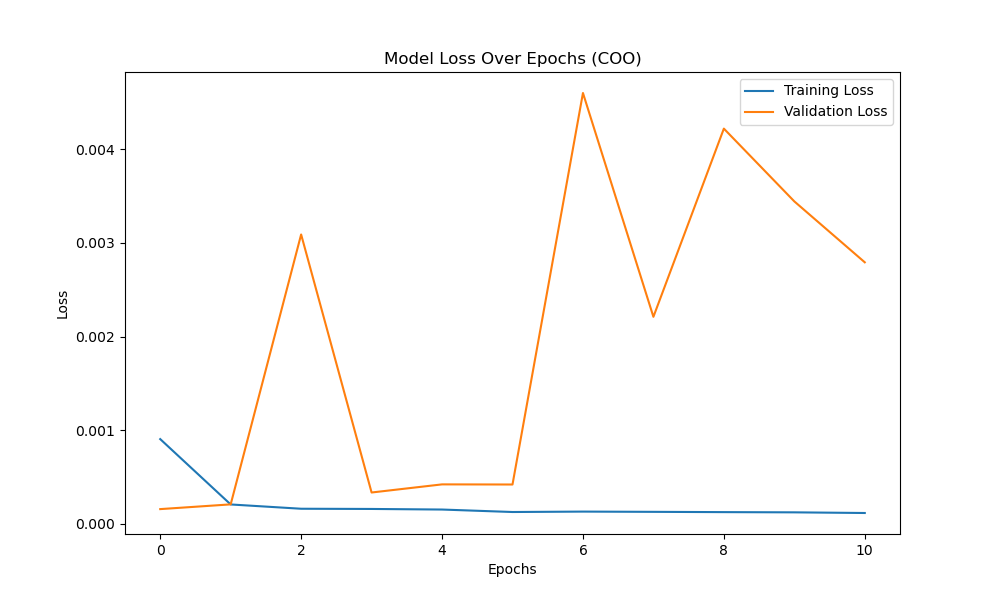 Model Loss Over Epochs (COO)
Training Loss
Validation Loss
0.004
0.003
0.002
0.001
0.000
Loss
0 2 4 6 8 10
Epochs